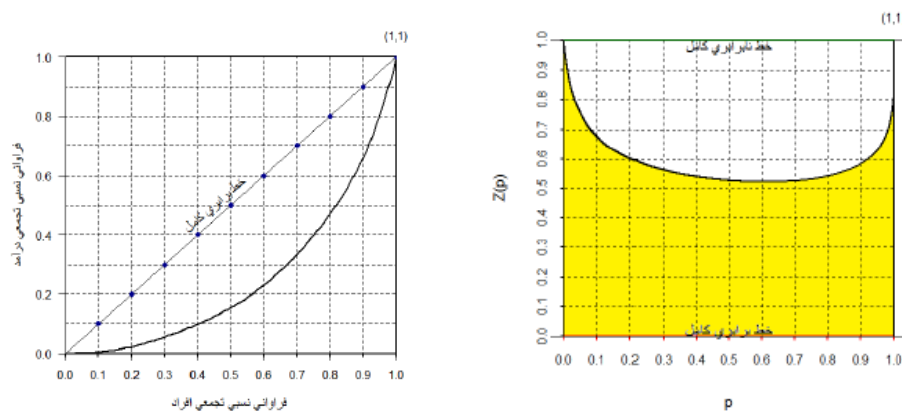 (1,1)
فراواني نسبي تجمعي درآمد
1.0
0.8
0.6
0.4
0.2
0.0
خط برابري كامل
0.0 0.1 0.2 0.3 0.4 0.5 0.6 0.7 0.8 0.9 1.0
فراواني نسبي تجمعي افراد
(1,1
Z(p)
1.0
0.9
0.8
0.7
0.6
0.5
0.4
0.3
0.2
0.1
0.0
خط نابرابري كامل
خط برابري كامل
0.0 0.1 0.2 0.3 0.4 0.5 0.6 0.7 0.8 0.9 1.0
p